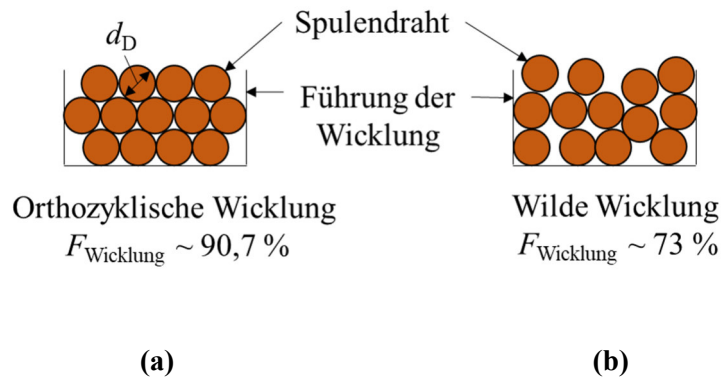 d_D
Spulendraht
Führung der
Wicklung
Orthozyklische Wicklung
F_Wicklung ~ 90,7 %
Wilde Wicklung
F_Wicklung ~ 73 %
(a)
(b)